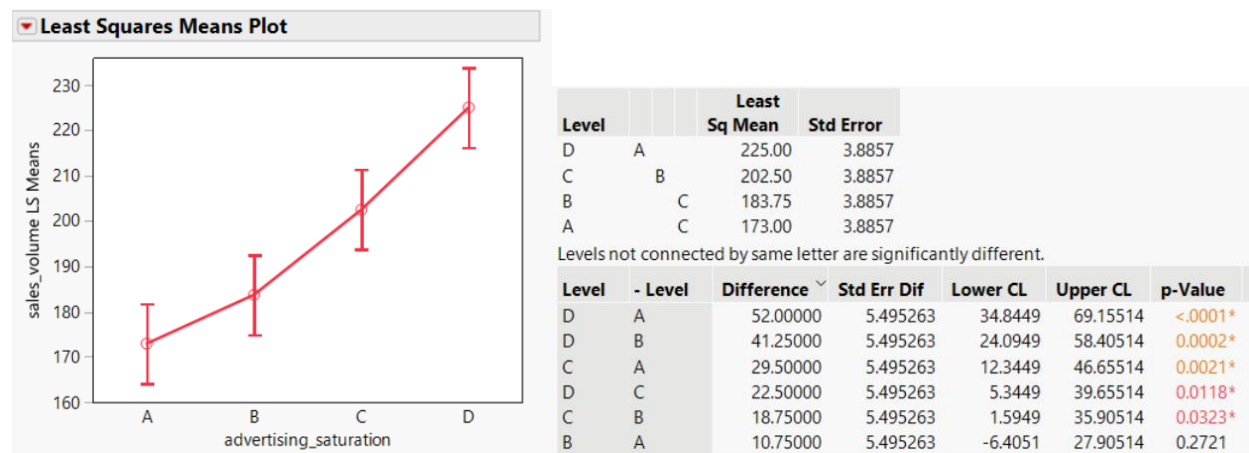 Least Squares Means Plot
sales_volume LS Means
230
220
210
200
190
180
170
160
A B C D
advertising_saturation
Least
Level Sq Mean Std Error
D A 225.00 3.8857
C B 202.50 3.8857
B C 183.75 3.8857
A C 173.00 3.8857
Levels not connected by same letter are significantly different.
Level - Level Difference Std Err Dif Lower CL Upper CL p-Value
D A 52.00000 5.495263 34.8449 69.15514 <.0001*
D B 41.25000 5.495263 24.0949 58.40514 0.0002*
C A 29.50000 5.495263 12.3449 46.65514 0.0021*
D C 22.50000 5.495263 5.3449 39.65514 0.0118*
C B 18.75000 5.495263 1.5949 35.90514 0.0323*
B A 10.75000 5.495263 -6.4051 27.90514 0.2721